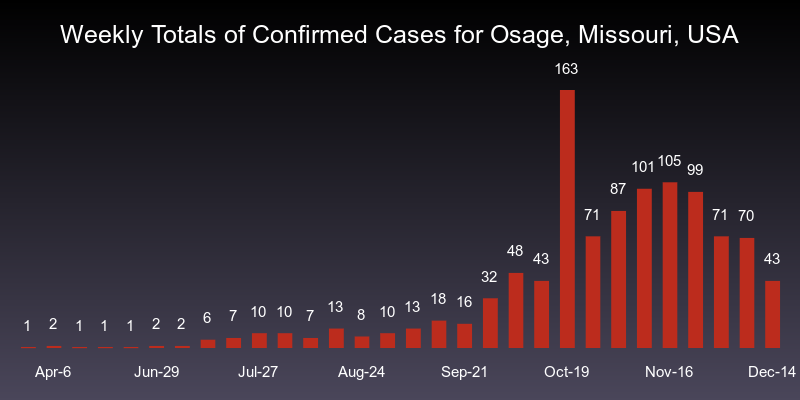 Weekly Totals of Confirmed Cases for Osage, Missouri, USA
163
101 105 99
87
71 71 70
48 43 43
32
1 2 1 1 1 2 2 6 7 10 10 7 13 8 10 13 18 16
Apr-6 Jun-29 Jul-27 Aug-24 Sep-21 Oct-19 Nov-16 Dec-14